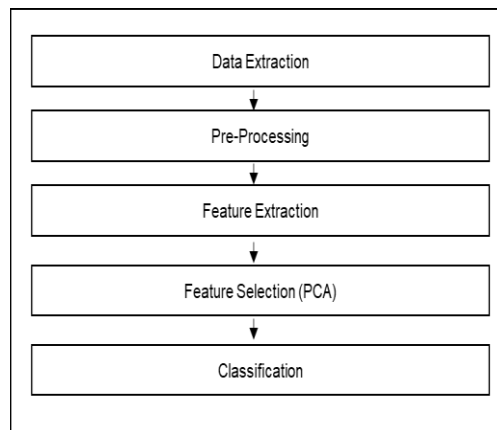 Data Extraction
Pre-Processing
Feature Extraction
Feature Selection (PCA)
Classification